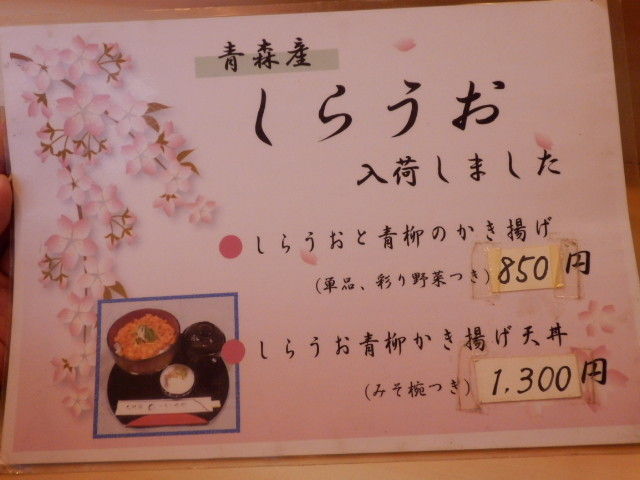 青森産
しらうお
入荷しました
しらうおと青柳のかき揚げ
(単品、彩り野菜つき) 850円
しらうお青柳かき揚げ天丼
(みそ椀つき) 1,300円